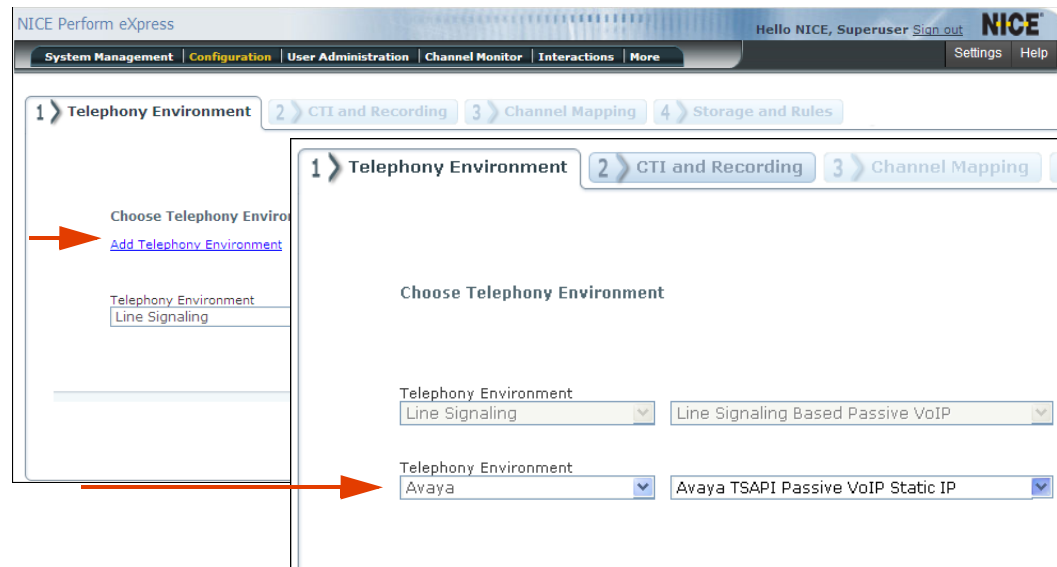 NICE Perform eXpress
Hello NICE, Superuser Sign out NICE
System Management | Configuration | User Administration | Channel Monitor | Interactions | More
Settings Help
1 Telephony Environment 2 CTI and Recording 3 Channel Mapping 4 Storage and Rules
Choose Telephony Enviro
Add Telephony Environment
Telephony Environment
Line Signaling
1 Telephony Environment 2 CTI and Recording 3 Channel Mapping
Choose Telephony Environment
Telephony Environment
Line Signaling Line Signaling Based Passive VoIP
Telephony Environment
Avaya Avaya TSAPI Passive VoIP Static IP